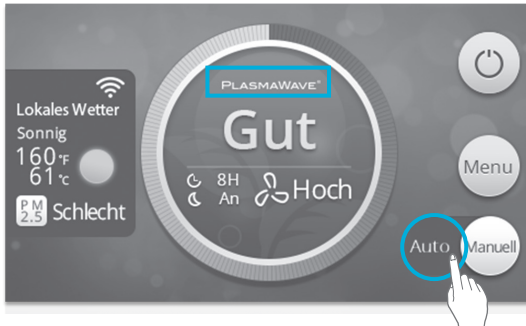 Lokales Wetter
Sonnig
160 °F
61 °C
PM
2.5 Schlecht
PLASMAWAVE®
Gut
8H
An
Hoch
Menu
Auto Manuell